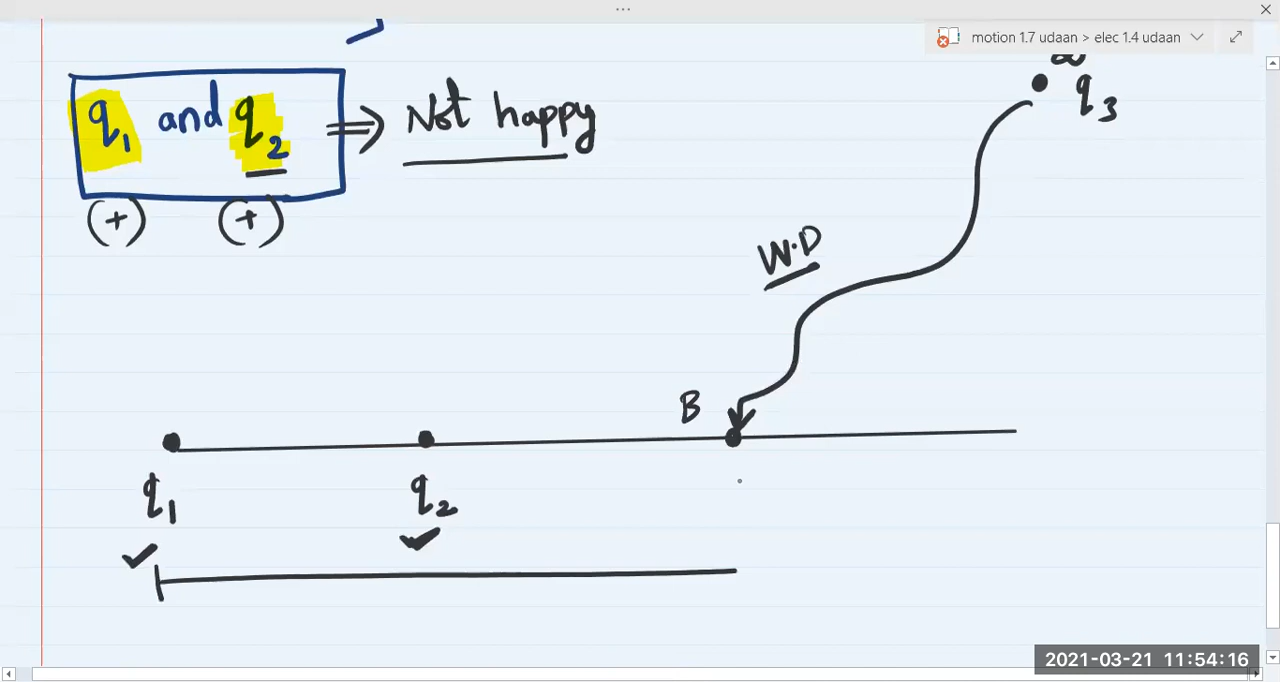 motion 1.7 udaan > elec 1.4 udaan
∞
q1 and q2 ⇒ Not happy
q3
(+) (+)
W.D
B
q1 q2
2021-03-21 11:54:16